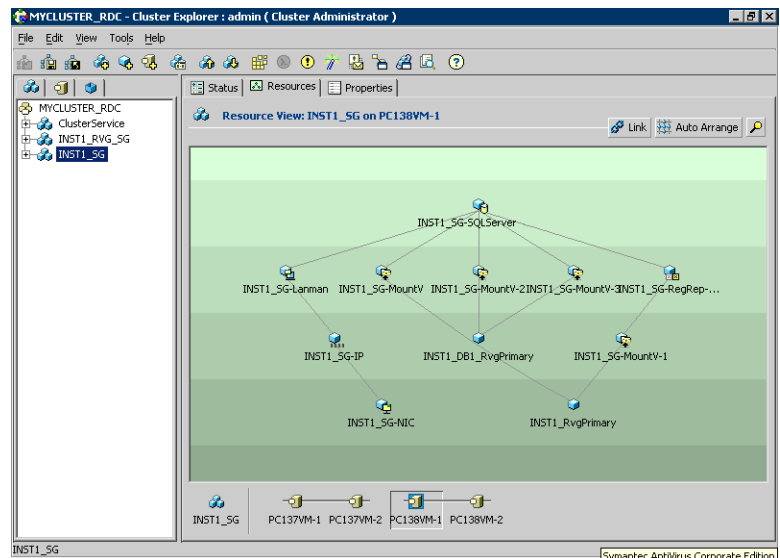 MYCLUSTER_RDC - Cluster Explorer : admin ( Cluster Administrator )
File Edit View Tools Help
Status Resources Properties
MYCLUSTER_RDC
ClusterService
INST1_RVG_SG
INST1_SG
Resource View: INST1_SG on PC138VM-1
Link Auto Arrange
INST1_SG-SQLServer
INST1_SG-Lanman INST1_SG-MountV INST1_SG-MountV-2 INST1_SG-MountV-3 INST1_SG-RegRep-...
INST1_SG-IP INST1_DB1_RvgPrimary INST1_SG-MountV-1
INST1_SG-NIC INST1_RvgPrimary
INST1_SG PC137VM-1 PC137VM-2 PC138VM-1 PC138VM-2
INST1_SG
Symantec AntiVirus Corporate Edition